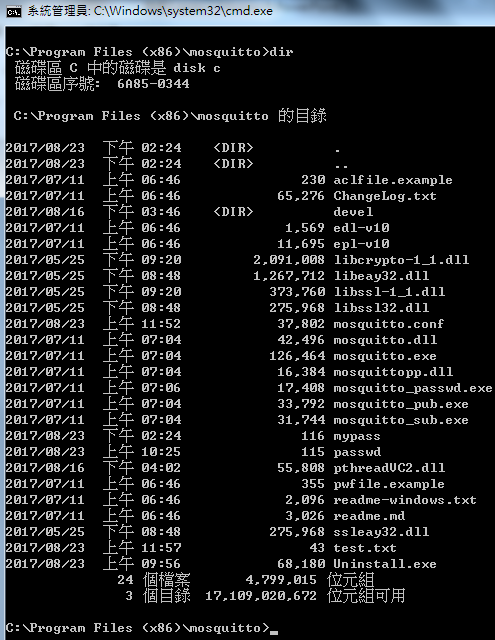 系統管理員: C:\Windows\system32\cmd.exe
C:\Program Files (x86)\mosquitto>dir
磁碟區 C 中的磁碟是 disk c
磁碟區序號:  6A85-0344
C:\Program Files (x86)\mosquitto 的目錄
2017/08/23  下午 02:24    <DIR>          .
2017/08/23  下午 02:24    <DIR>          ..
2017/07/11  上午 06:46               230 aclfile.example
2017/07/11  上午 06:46            65,276 ChangeLog.txt
2017/08/16  下午 03:46    <DIR>          devel
2017/07/11  上午 06:46             1,569 edl-v10
2017/07/11  上午 06:46            11,695 epl-v10
2017/05/25  下午 09:20         2,091,008 libcrypto-1_1.dll
2017/05/25  下午 08:48         1,267,712 libeay32.dll
2017/05/25  下午 09:20           373,760 libssl-1_1.dll
2017/05/25  下午 08:48           275,968 libssl32.dll
2017/08/23  上午 11:52            37,802 mosquitto.conf
2017/07/11  上午 07:04            42,496 mosquitto.dll
2017/07/11  上午 07:04           126,464 mosquitto.exe
2017/07/11  上午 07:04            16,384 mosquittopp.dll
2017/07/11  上午 07:06            17,408 mosquitto_passwd.exe
2017/07/11  上午 07:04            33,792 mosquitto_pub.exe
2017/07/11  上午 07:04            31,744 mosquitto_sub.exe
2017/08/23  下午 02:24               116 mypass
2017/08/23  上午 10:25               115 passwd
2017/08/16  下午 04:02            55,808 pthreadVC2.dll
2017/07/11  上午 06:46               355 pwfile.example
2017/07/11  上午 06:46             2,096 readme-windows.txt
2017/07/11  上午 06:46             3,026 readme.md
2017/05/25  下午 08:48           275,968 ssleay32.dll
2017/08/23  上午 11:57                43 test.txt
2017/08/23  上午 09:56            68,180 Uninstall.exe
24 個檔案       4,799,015 位元組
3 個目錄  17,109,020,672 位元組可用
C:\Program Files (x86)\mosquitto>